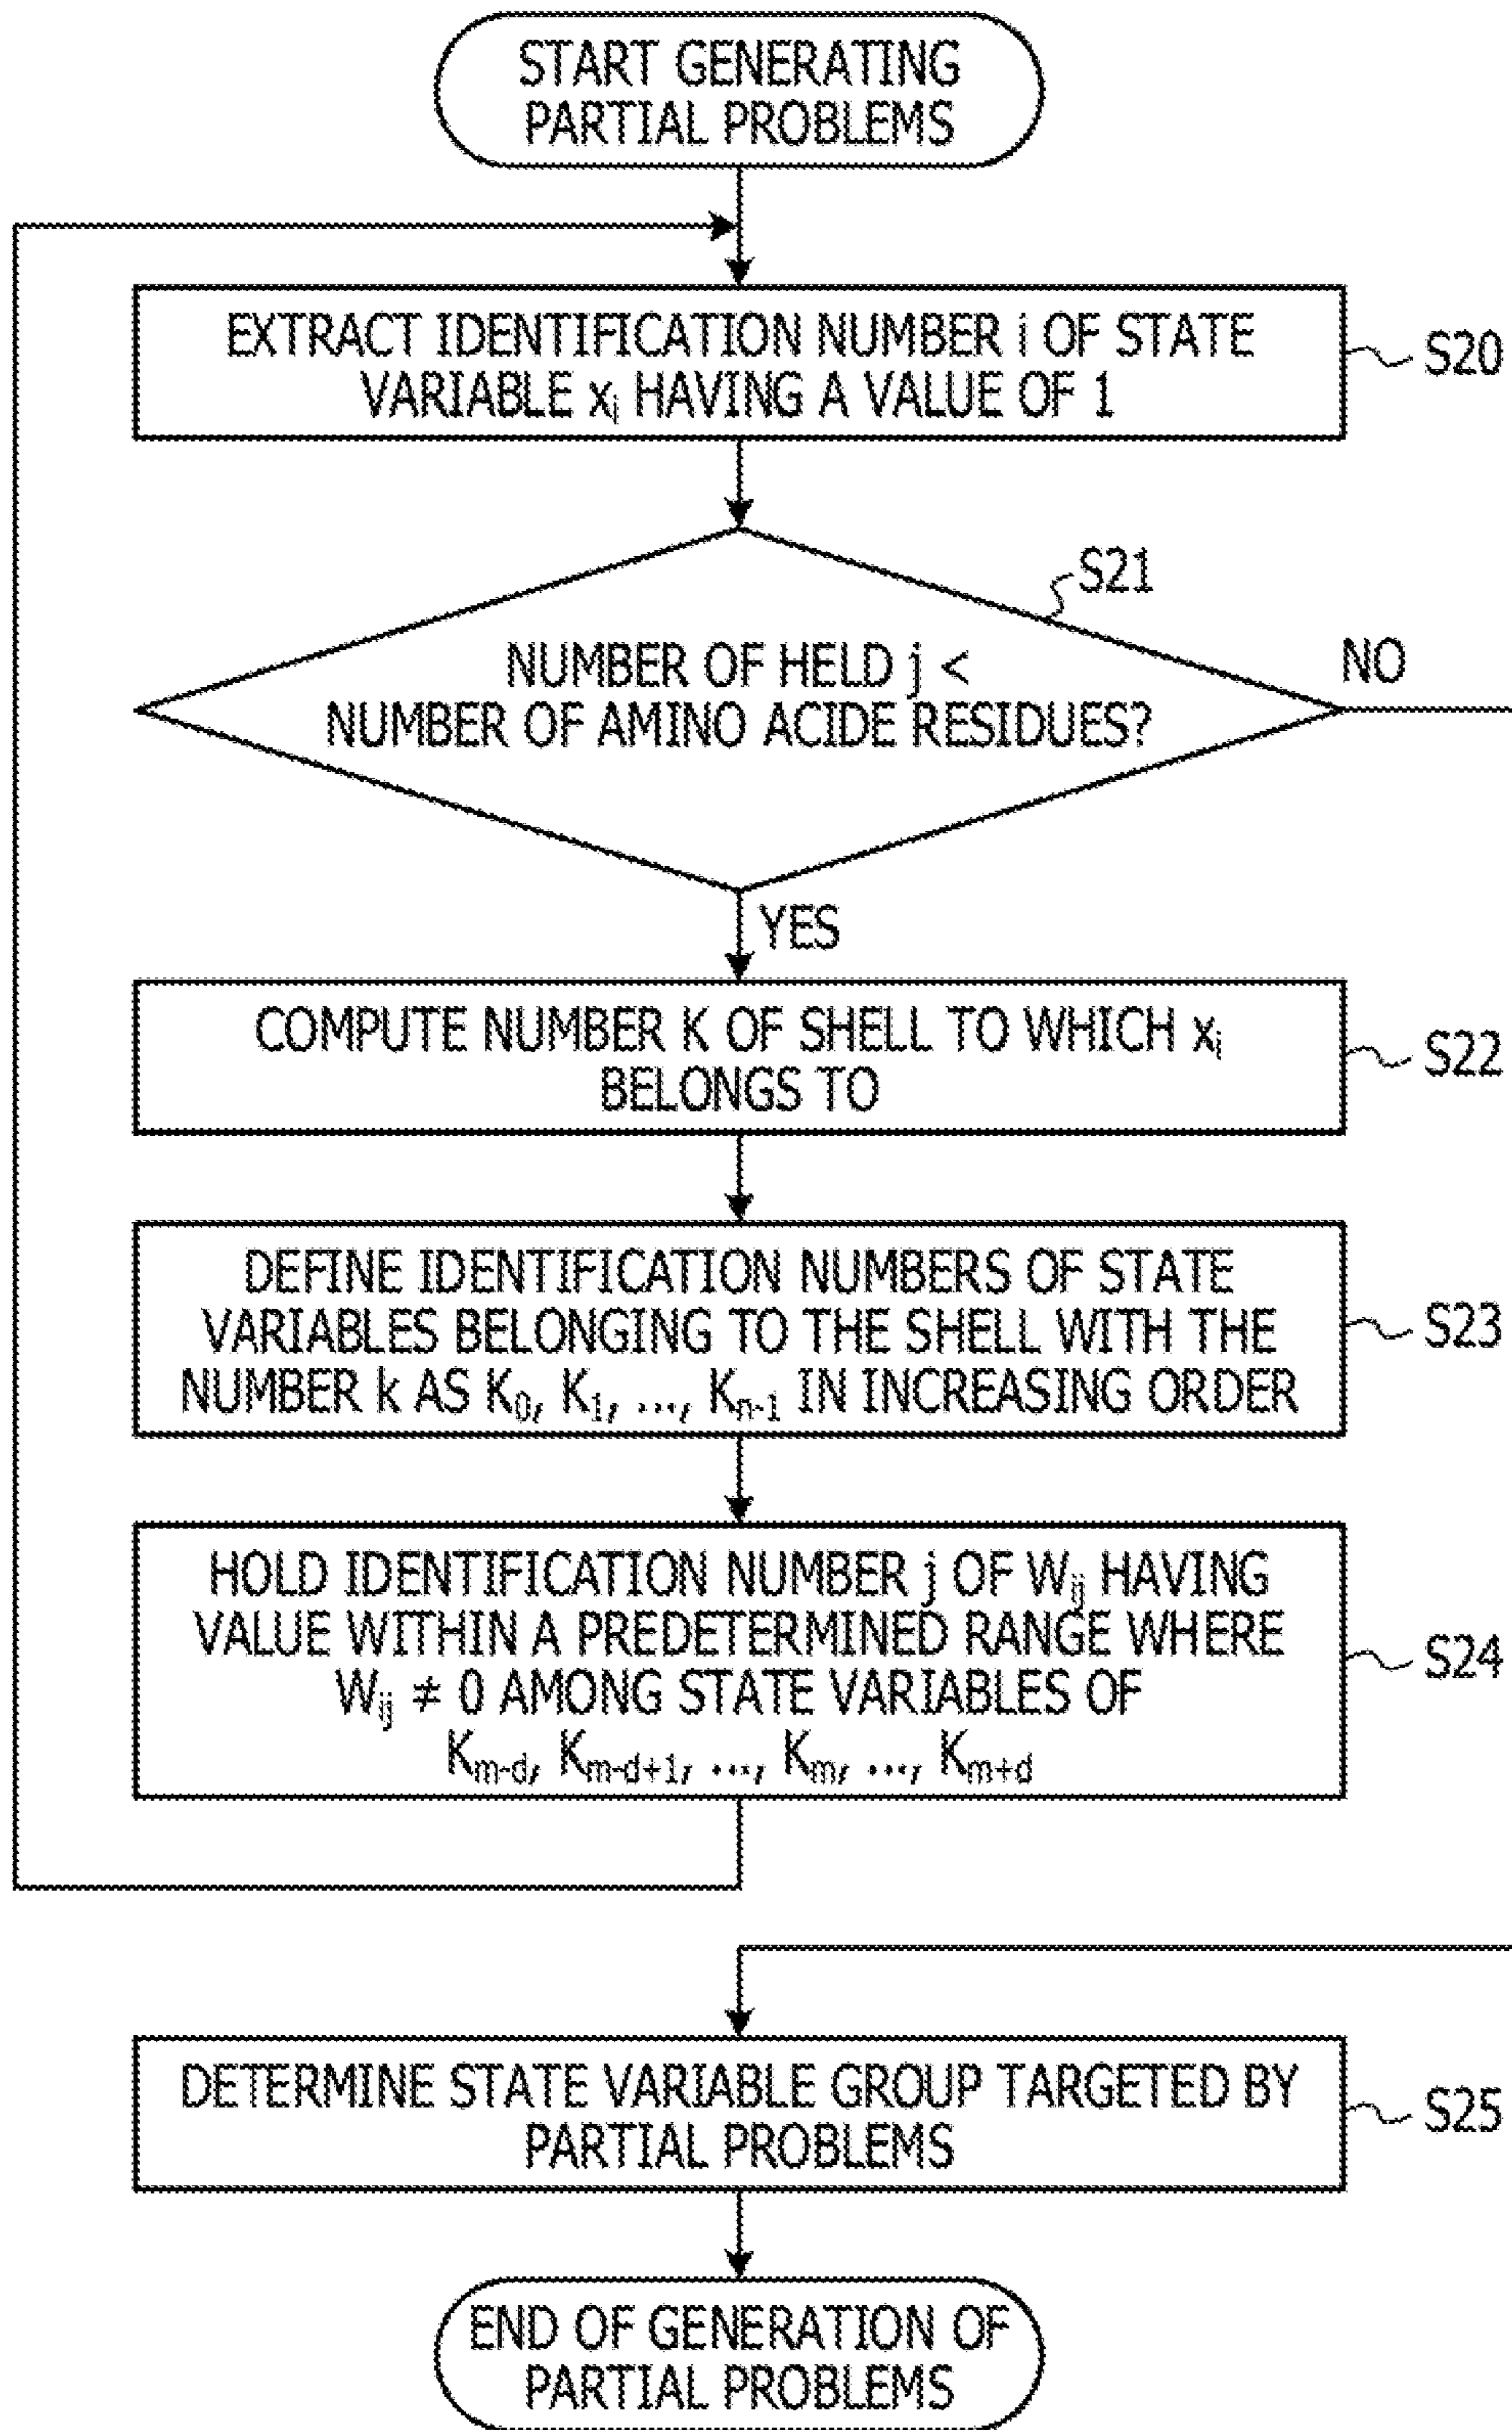 START GENERATING
PARTIAL PROBLEMS
EXTRACT IDENTIFICATION NUMBER i OF STATE
VARIABLE xᵢ HAVING A VALUE OF 1
S20
S21
NUMBER OF HELD j <
NUMBER OF AMINO ACIDE RESIDUES?
NO
YES
COMPUTE NUMBER K OF SHELL TO WHICH xᵢ
BELONGS TO
S22
DEFINE IDENTIFICATION NUMBERS OF STATE
VARIABLES BELONGING TO THE SHELL WITH THE
NUMBER k AS K₀, K₁, ..., Kₙ₋₁ IN INCREASING ORDER
S23
HOLD IDENTIFICATION NUMBER j OF Wᵢⱼ HAVING
VALUE WITHIN A PREDETERMINED RANGE WHERE
Wᵢⱼ ≠ 0 AMONG STATE VARIABLES OF
K_{m-d}, K_{m-d+1}, ..., K_{m}, ..., K_{m+d}
S24
DETERMINE STATE VARIABLE GROUP TARGETED BY
PARTIAL PROBLEMS
S25
END OF GENERATION OF
PARTIAL PROBLEMS